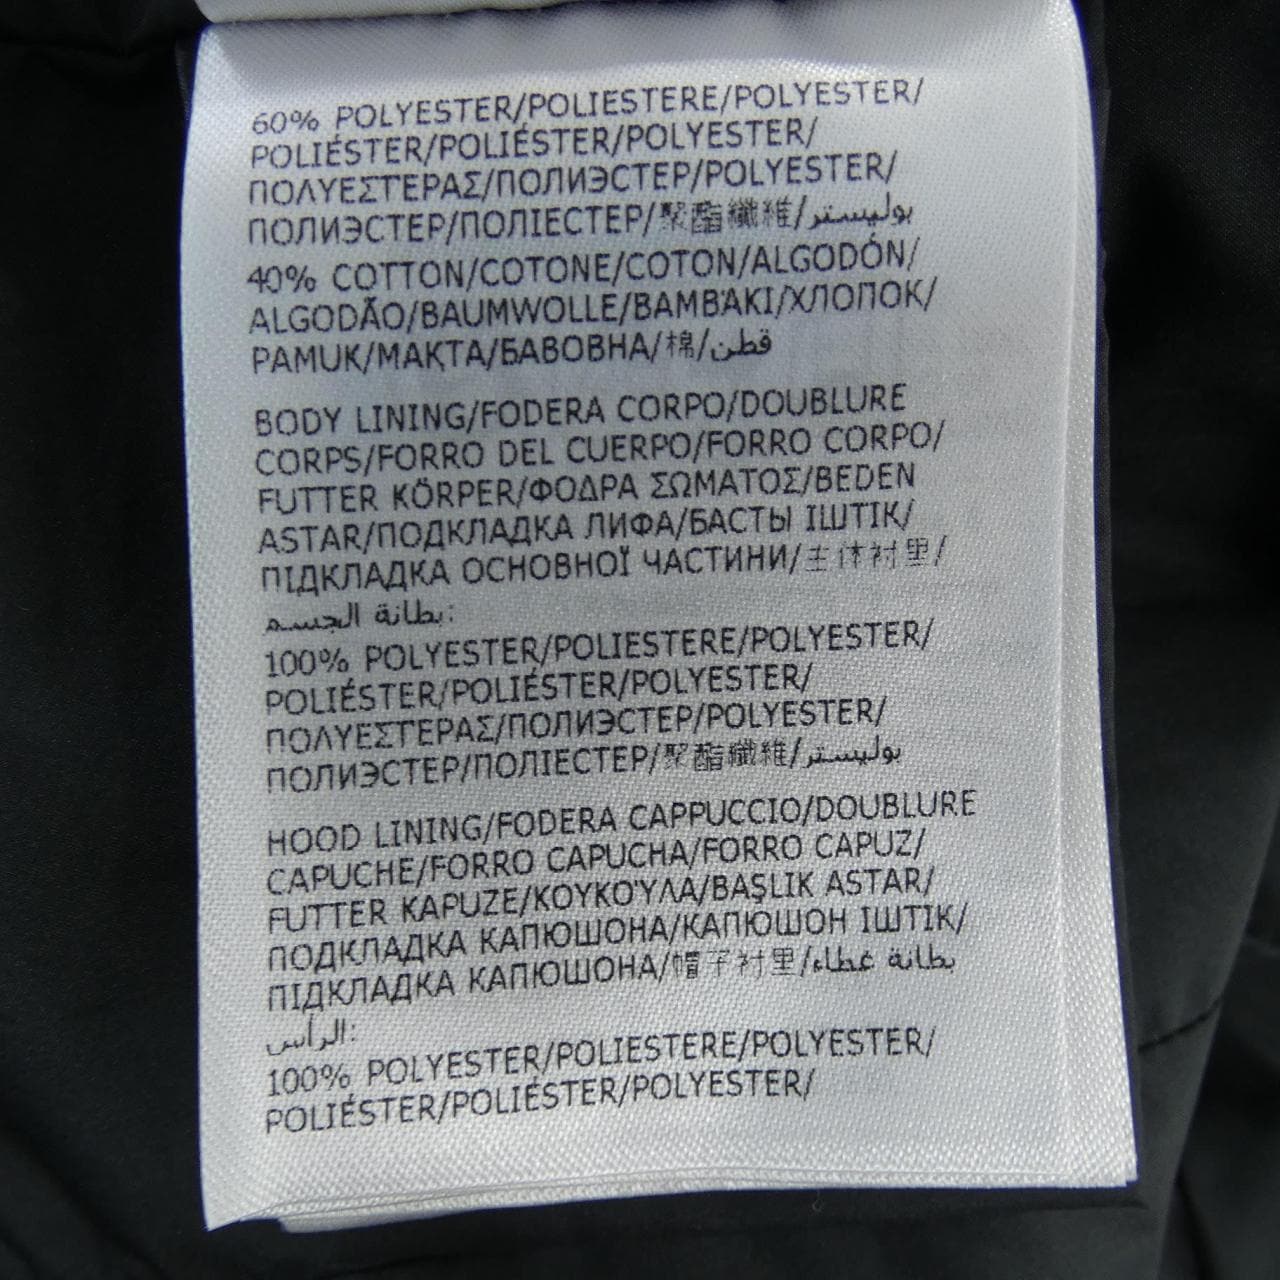 60% POLYESTER/POLIESTERE/POLYESTER/
POLIÉSTER/POLIÉSTER/POLYESTER/
ΠΟΛΥΕΣΤΕΡΑΣ/ПОЛИЭСТЕР/POLYESTER/
ПОЛИЭСТЕР/ПОЛІЕСТЕР/聚酯纖維/بوليستر
40% COTTON/COTONE/COTON/ALGODÓN/
ALGODÃO/BAUMWOLLE/ΒΑΜΒΆΚΙ/ХЛОПОК/
PAMUK/МАҚТА/БАВОВНА/棉/قطن
BODY LINING/FODERA CORPO/DOUBLURE
CORPS/FORRO DEL CUERPO/FORRO CORPO/
FUTTER KÖRPER/ΦΟΔΡΑ ΣΩΜΑΤΟΣ/BEDEN
ASTAR/ПОДКЛАДКА ЛИФА/БАСТЫ ІШТІК/
ПІДКЛАДКА ОСНОВНОЇ ЧАСТИНИ/主体衬里/
بطانة الجسم:
100% POLYESTER/POLIESTERE/POLYESTER/
POLIÉSTER/POLIÉSTER/POLYESTER/
ΠΟΛΥΕΣΤΕΡΑΣ/ПОЛИЭСТЕР/POLYESTER/
ПОЛИЭСТЕР/ПОЛІЕСТЕР/聚酯纖維/بوليستر
HOOD LINING/FODERA CAPPUCCIO/DOUBLURE
CAPUCHE/FORRO CAPUCHA/FORRO CAPUZ/
FUTTER KAPUZE/ΚΟΥΚΟΎΛΑ/BAŞLIK ASTAR/
ПОДКЛАДКА КАПЮШОНА/КАПЮШОН ІШТІК/
ПІДКЛАДКА КАПЮШОНА/帽子衬里/بطانة غطاء
الرأس:
100% POLYESTER/POLIESTERE/POLYESTER/
POLIÉSTER/POLIÉSTER/POLYESTER/